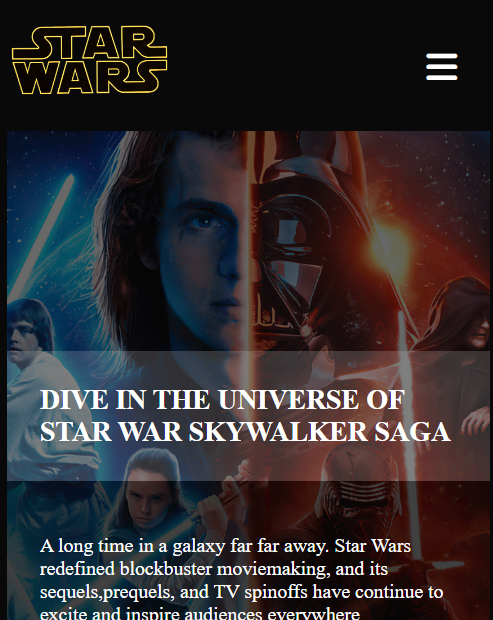 STAR
WARS
DIVE IN THE UNIVERSE OF
STAR WAR SKYWALKER SAGA
A long time in a galaxy far far away. Star Wars
redefined blockbuster moviemaking, and its
sequels,prequels, and TV spinoffs have continue to
excite and inspire audiences everywhere